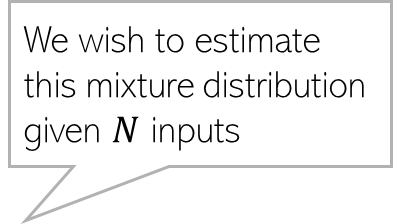 We wish to estimate
this mixture distribution
given N inputs